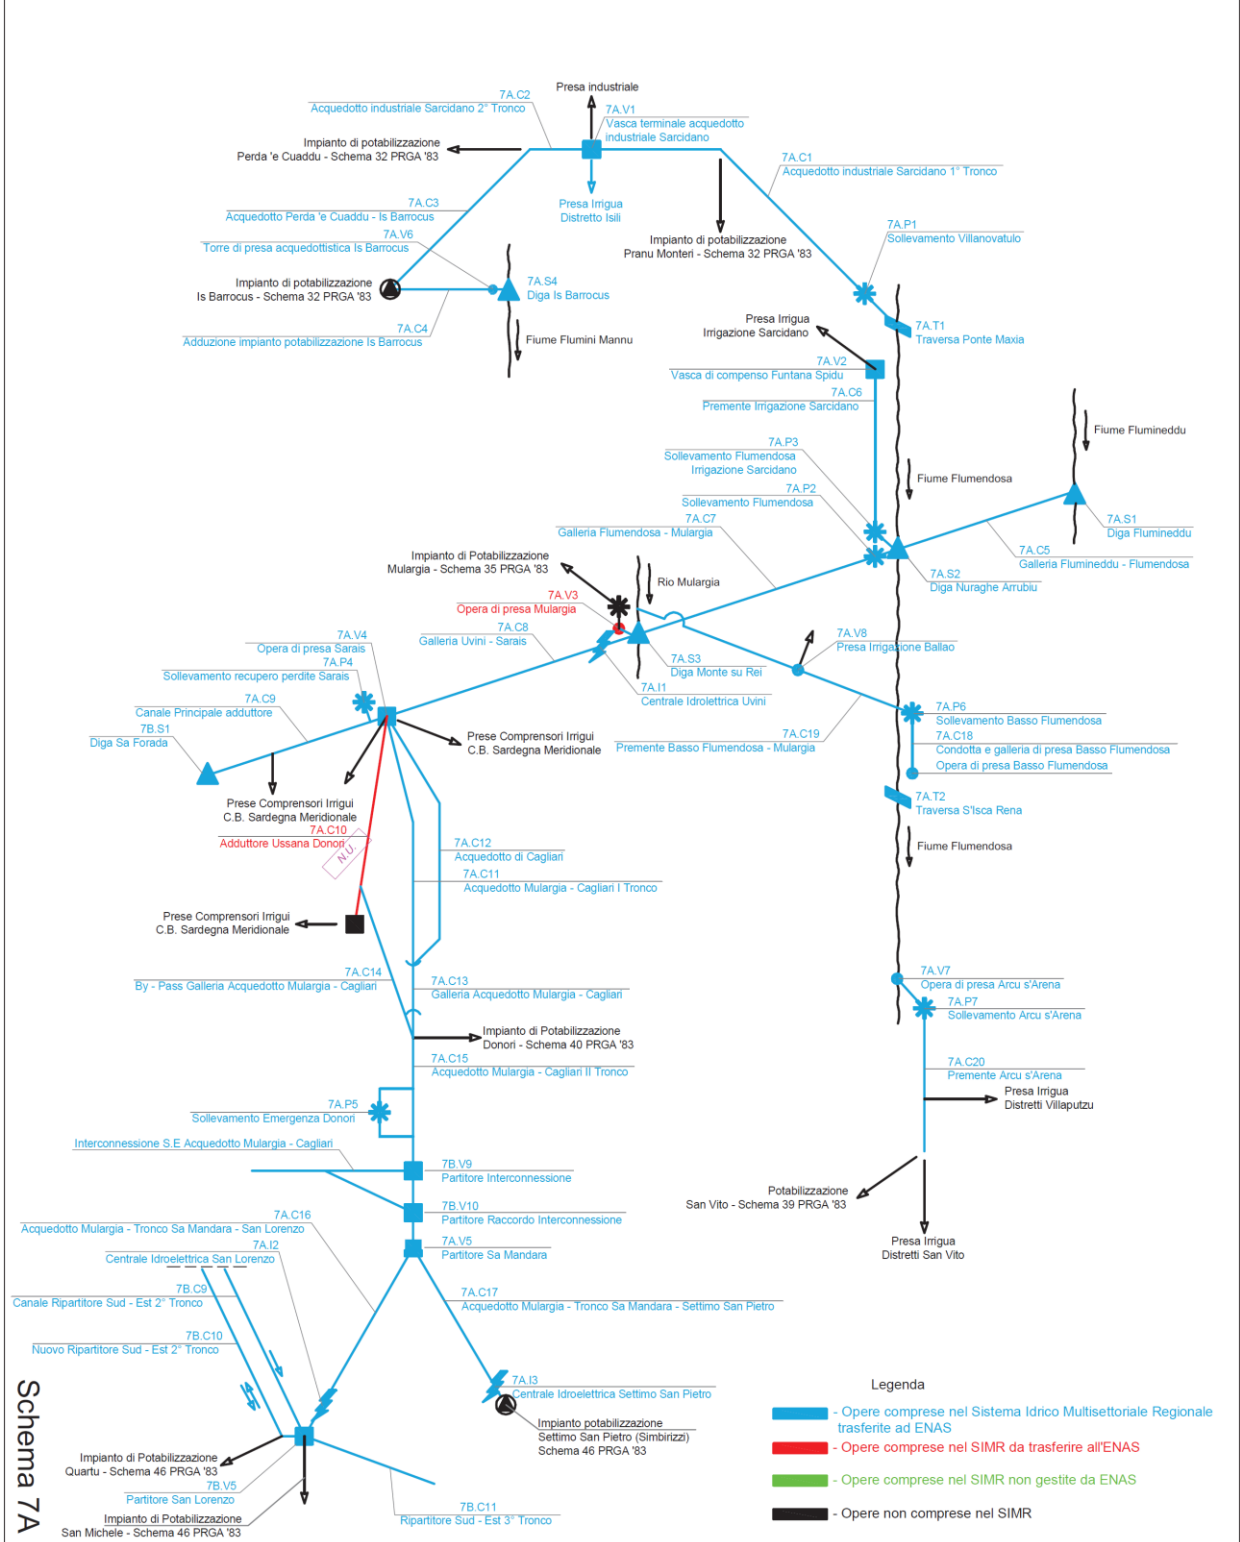 Presa industriale
7A.C2
Acquedotto industriale Sarcidano 2° Tronco
7A.V1
Vasca terminale acquedotto
industriale Sarcidano
Impianto di potabilizzazione
Perda 'e Cuaddu - Schema 32 PRGA '83
7A.C1
Acquedotto industriale Sarcidano 1° Tronco
7A.C3
Acquedotto Perda 'e Cuaddu - Is Barrocus
Presa Irrigua
Distretto Isili
7A.P1
Sollevamento Villanovatulo
7A.V6
Torre di presa acquedottistica Is Barrocus
Impianto di potabilizzazione
Pranu Monteri - Schema 32 PRGA '83
Impianto di potabilizzazione
Is Barrocus - Schema 32 PRGA '83
7A.S4
Diga Is Barrocus
7A.C4
Adduzione impianto potabilizzazione Is Barrocus
Fiume Flumini Mannu
Presa Irrigua
Irrigazione Sarcidano
7A.T1
Traversa Ponte Maxia
7A.V2
Vasca di compenso Funtana Spidu
7A.C6
Premente Irrigazione Sarcidano
Fiume Flumineddu
7A.P3
Sollevamento Flumendosa
Irrigazione Sarcidano
Fiume Flumendosa
7A.P2
Sollevamento Flumendosa
7A.C7
Galleria Flumendosa - Mulargia
7A.S1
Diga Flumineddu
7A.C5
Galleria Flumineddu - Flumendosa
Impianto di Potabilizzazione
Mulargia - Schema 35 PRGA '83
Rio Mulargia
7A.S2
Diga Nuraghe Arrubiu
7A.V3
Opera di presa Mulargia
7A.C8
Galleria Uvini - Sarais
7A.V4
Opera di presa Sarais
7A.V8
Presa Irrigazione Ballao
7A.P4
Sollevamento recupero perdite Sarais
7A.S3
Diga Monte su Rei
7A.I1
Centrale Idrolettrica Uvini
7A.C9
Canale Principale adduttore
7A.P6
Sollevamento Basso Flumendosa
7B.S1
Diga Sa Forada
Prese Comprensori Irrigui
C.B. Sardegna Meridionale
7A.C19
Premente Basso Flumendosa - Mulargia
7A.C18
Condotta e galleria di presa Basso Flumendosa
Opera di presa Basso Flumendosa
Prese Comprensori Irrigui
C.B. Sardegna Meridionale
7A.T2
Traversa S'Isca Rena
7A.C10
Adduttore Ussana Donori
N.U.
7A.C12
Acquedotto di Cagliari
Fiume Flumendosa
7A.C11
Acquedotto Mulargia - Cagliari I Tronco
Prese Comprensori Irrigui
C.B. Sardegna Meridionale
7A.C14
By - Pass Galleria Acquedotto Mulargia - Cagliari
7A.C13
Galleria Acquedotto Mulargia - Cagliari
7A.V7
Opera di presa Arcu s'Arena
7A.P7
Sollevamento Arcu s'Arena
Impianto di Potabilizzazione
Donori - Schema 40 PRGA '83
7A.C15
Acquedotto Mulargia - Cagliari II Tronco
7A.C20
Premente Arcu s'Arena
7A.P5
Sollevamento Emergenza Donori
Presa Irrigua
Distretti Villaputzu
Interconnessione S.E Acquedotto Mulargia - Cagliari
7B.V9
Partitore Interconnessione
Potabilizzazione
San Vito - Schema 39 PRGA '83
7B.V10
Partitore Raccordo Interconnessione
7A.C16
Acquedotto Mulargia - Tronco Sa Mandara - San Lorenzo
7A.V5
Partitore Sa Mandara
Presa Irrigua
Distretti San Vito
7A.I2
Centrale Idroelettrica San Lorenzo
7B.C9
Canale Ripartitore Sud - Est 2° Tronco
7A.C17
Acquedotto Mulargia - Tronco Sa Mandara - Settimo San Pietro
7B.C10
Nuovo Ripartitore Sud - Est 2° Tronco
7A.I3
Centrale Idroelettrica Settimo San Pietro
Impianto potabilizzazione
Settimo San Pietro (Simbirizzi)
Schema 46 PRGA '83
Impianto di Potabilizzazione
Quartu - Schema 46 PRGA '83
7B.V5
Partitore San Lorenzo
7B.C11
Ripartitore Sud - Est 3° Tronco
Impianto di Potabilizzazione
San Michele - Schema 46 PRGA '83
Schema 7A
Legenda
- Opere comprese nel Sistema Idrico Multisettoriale Regionale
trasferite ad ENAS
- Opere comprese nel SIMR da trasferire all'ENAS
- Opere comprese nel SIMR non gestite da ENAS
- Opere non comprese nel SIMR